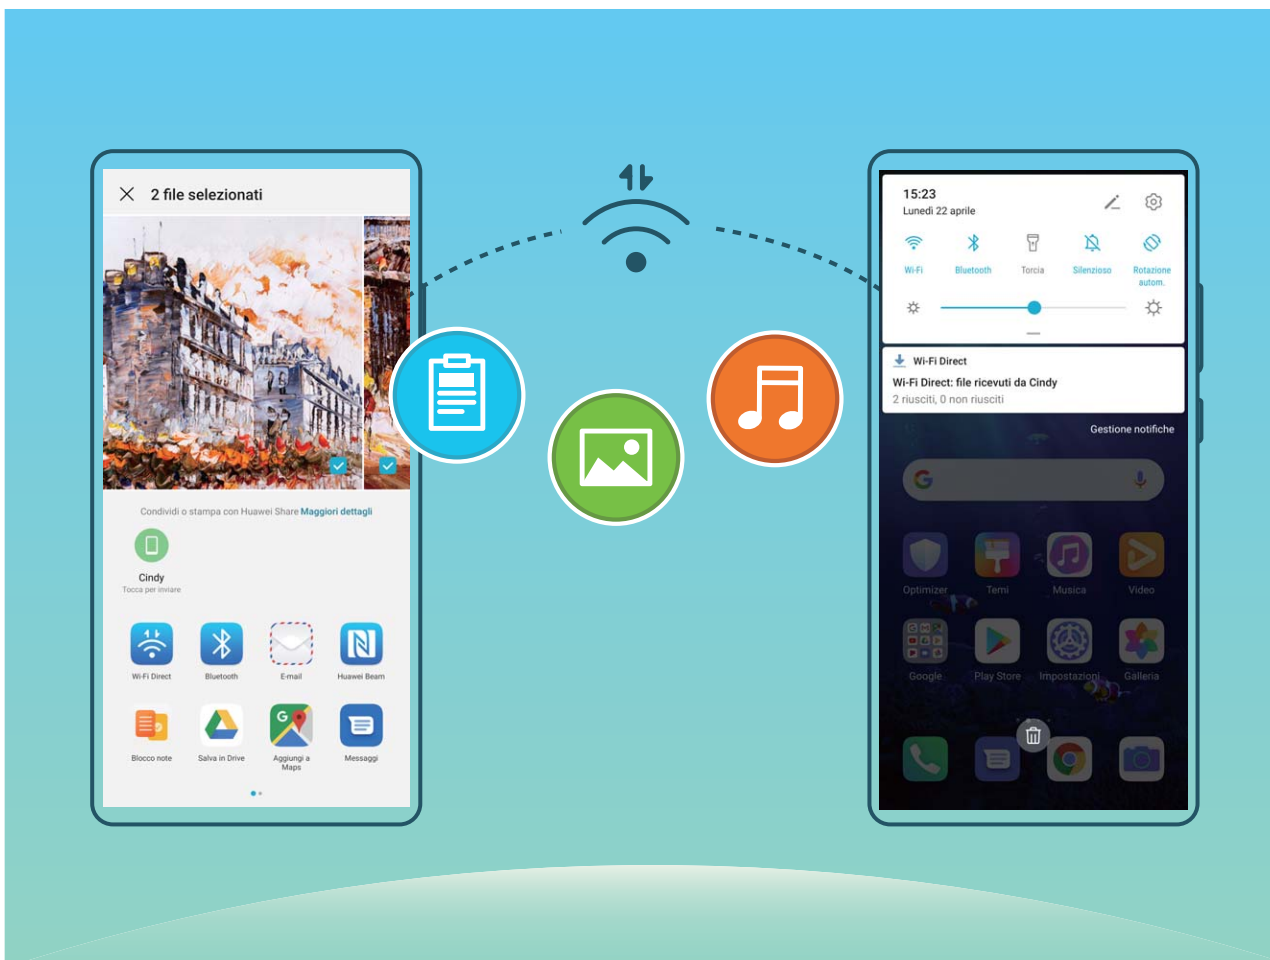 2 file selezionati
Condividi o stampa con Huawei Share Maggiori dettagli
Cindy
Tocca per inviare
Wi-Fi Direct
Bluetooth
E-mail
Huawei Beam
Blocco note
Salva in Drive
Aggiungi a
Maps
Messaggi
15:23
Lunedì 22 aprile
Wi-Fi
Bluetooth
Torcia
Silenzioso
Rotazione
autom.
Wi-Fi Direct
Wi-Fi Direct: file ricevuti da Cindy
2 riusciti, 0 non riusciti
Gestione notifiche
Optimizer
Temi
Musica
Video
Google
Play Store
Impostazioni
Galleria